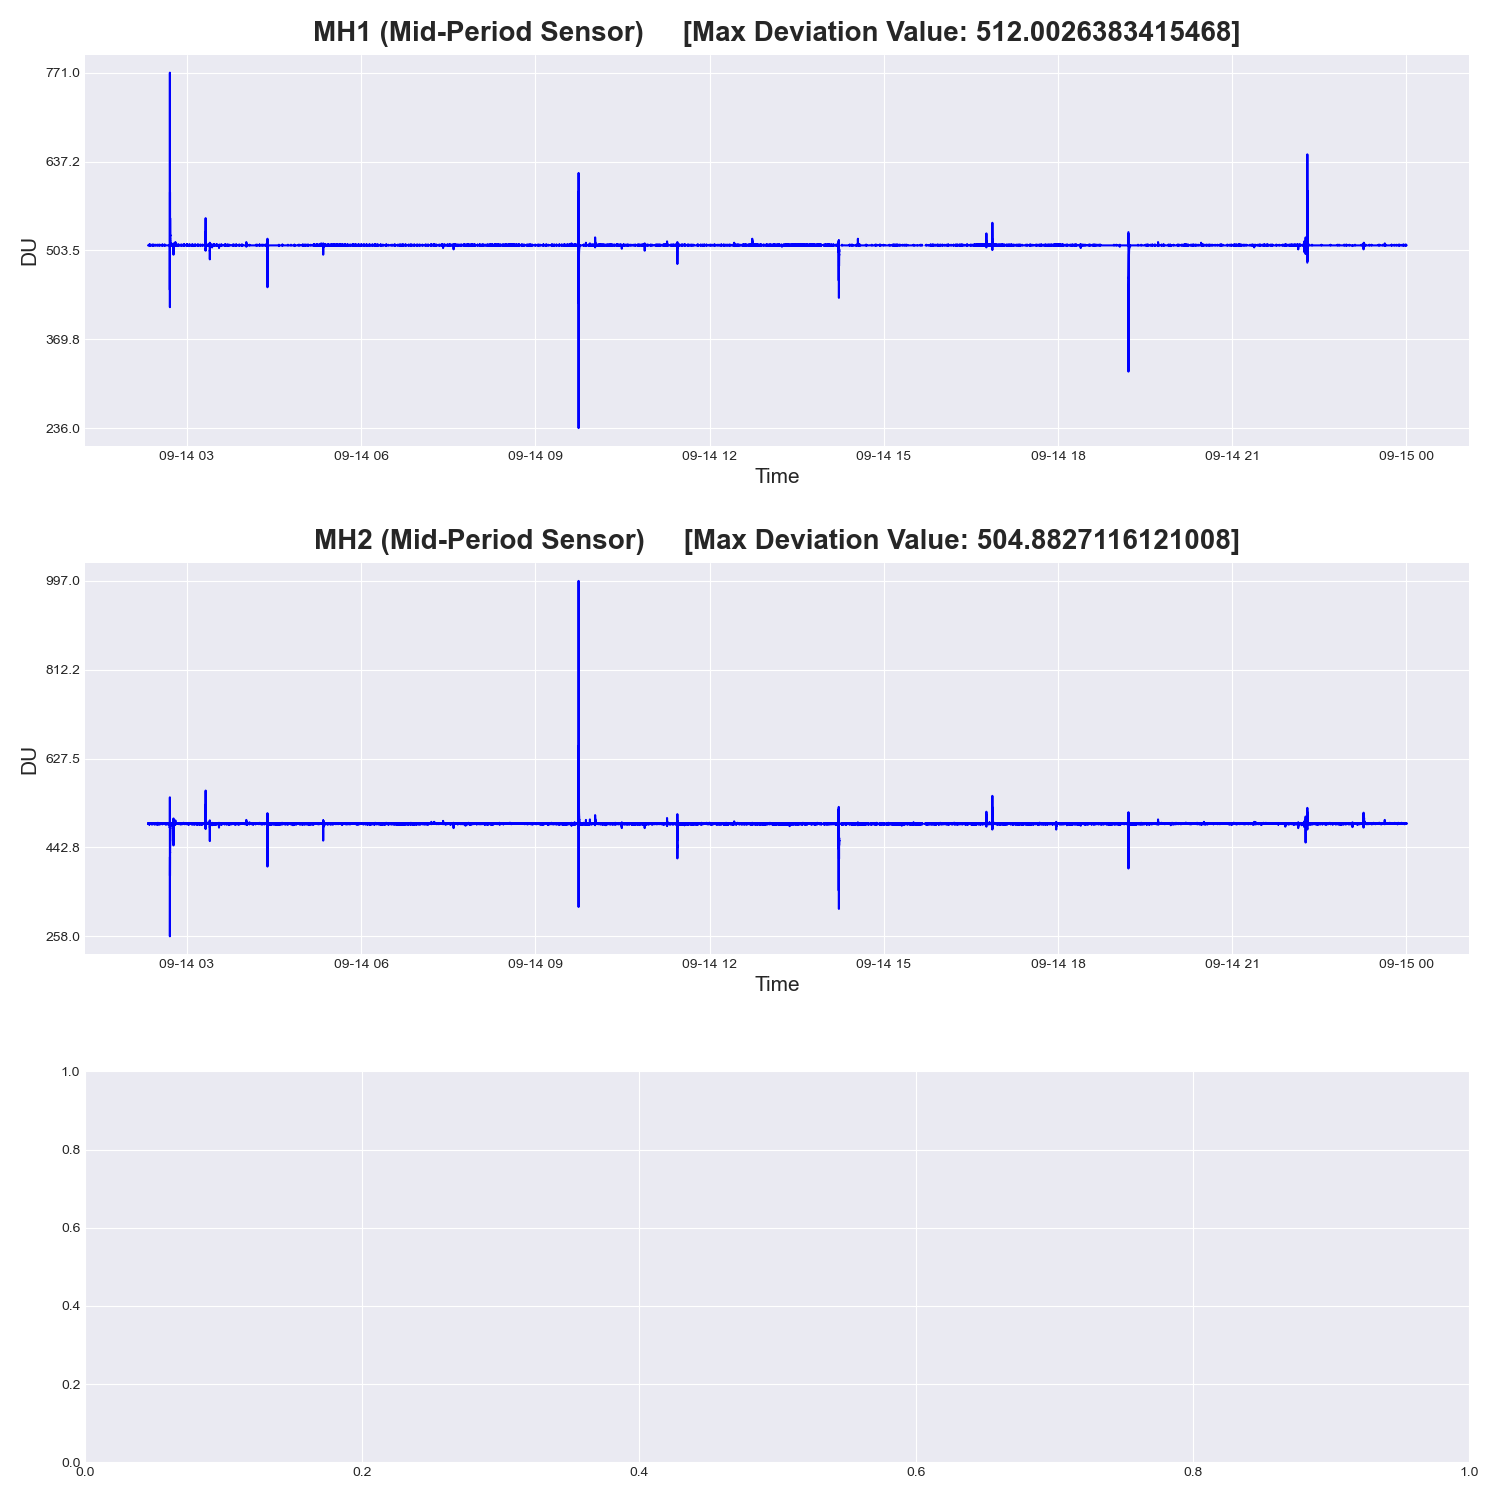 MH1 (Mid-Period Sensor) [Max Deviation Value: 512.0026383415468]
771.0
637.2
503.5
369.8
236.0
DU
09-14 03 09-14 06 09-14 09 09-14 12 09-14 15 09-14 18 09-14 21 09-15 00
Time
MH2 (Mid-Period Sensor) [Max Deviation Value: 504.8827116121008]
997.0
812.2
627.5
442.8
258.0
DU
09-14 03 09-14 06 09-14 09 09-14 12 09-14 15 09-14 18 09-14 21 09-15 00
Time
1.0
0.8
0.6
0.4
0.2
0.0
0.0 0.2 0.4 0.6 0.8 1.0